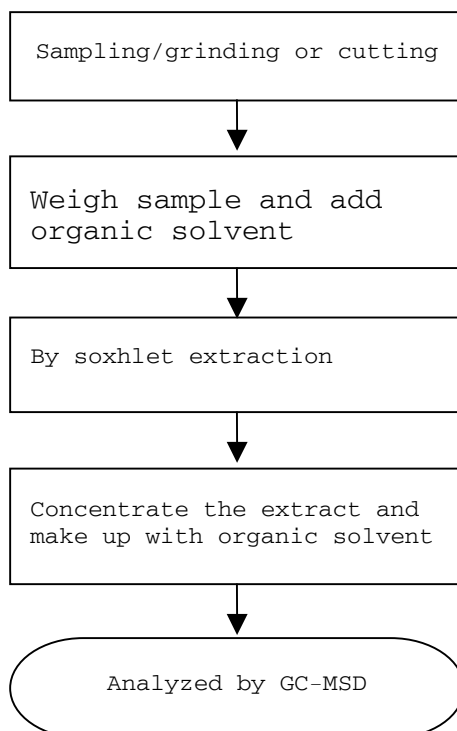 Sampling/grinding or cutting
Weigh sample and add
organic solvent
By soxhlet extraction
Concentrate the extract and
make up with organic solvent
Analyzed by GC-MSD